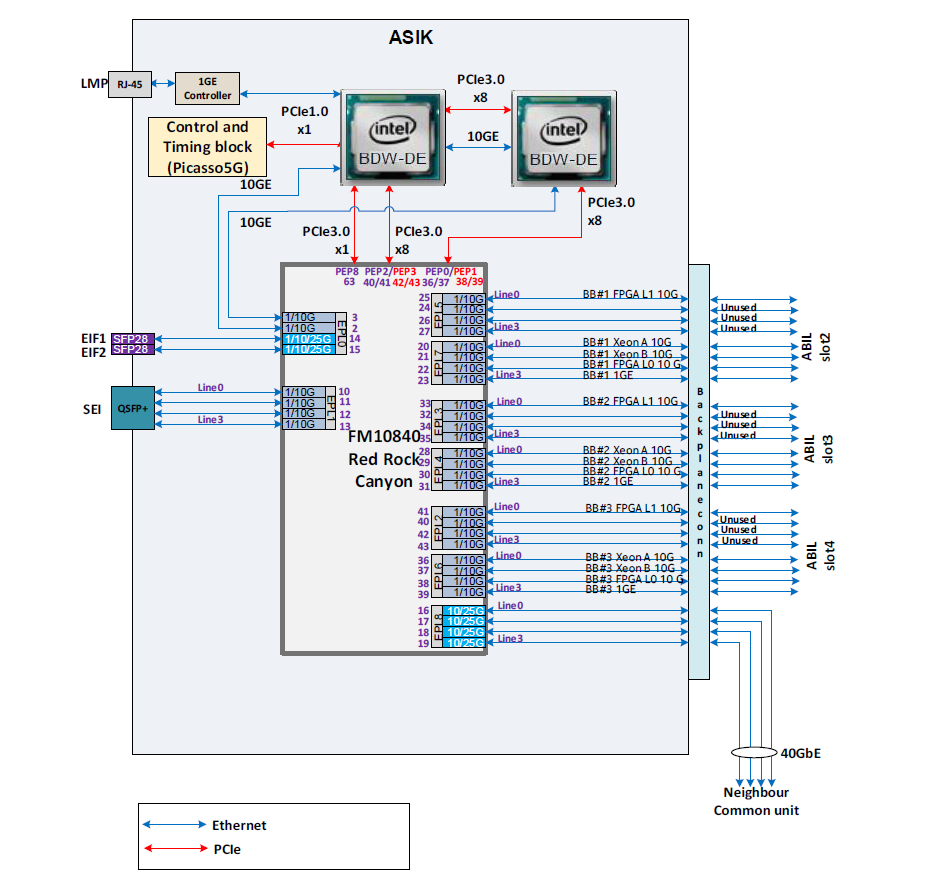 ASIK
LMP
RJ-45
1GE
Controller
PCIe3.0
x8
PCIe1.0
x1
Control and
Timing block
(Picasso5G)
intel
BDW-DE
10GE
intel
BDW-DE
10GE
10GE
PCIe3.0
x1
PCIe3.0
x8
PCIe3.0
x8
PEP8
63
PEP2/PEP3
40/41 42/43
PEP0/PEP1
36/37 38/39
1/10G 3
1/10G 2
1/10/25G 14
1/10/25G 15
EPL0
EIF1 SFP28
EIF2 SFP28
SEI
QSFP+
Line0
Line3
1/10G 10
1/10G 11
1/10G 12
1/10G 13
EPL1
FM10840
Red Rock
Canyon
25 1/10G Line0 BB#1 FPGA L1 10G
24 1/10G Unused
26 1/10G Unused
27 1/10G Line3 Unused
EPL5
20 1/10G Line0 BB#1 Xeon A 10G
21 1/10G BB#1 Xeon B 10G
22 1/10G BB#1 FPGA L0 10 G
23 1/10G Line3 BB#1 1GE
EPL7
ABIL
slot2
33 1/10G Line0 BB#2 FPGA L1 10G
32 1/10G Unused
34 1/10G Unused
35 1/10G Line3 Unused
EPL3
28 1/10G Line0 BB#2 Xeon A 10G
29 1/10G BB#2 Xeon B 10G
30 1/10G BB#2 FPGA L0 10 G
31 1/10G Line3 BB#2 1GE
EPL4
ABIL
slot3
41 1/10G Line0 BB#3 FPGA L1 10G
40 1/10G Unused
42 1/10G Unused
43 1/10G Line3 Unused
EPL2
36 1/10G Line0 BB#3 Xeon A 10G
37 1/10G BB#3 Xeon B 10G
38 1/10G BB#3 FPGA L0 10 G
39 1/10G Line3 BB#3 1GE
EPL6
ABIL
slot4
16 10/25G Line0
17 10/25G
18 10/25G
19 10/25G Line3
EPL8
Backplane conn
40GbE
Neighbour
Common unit
Ethernet
PCIe